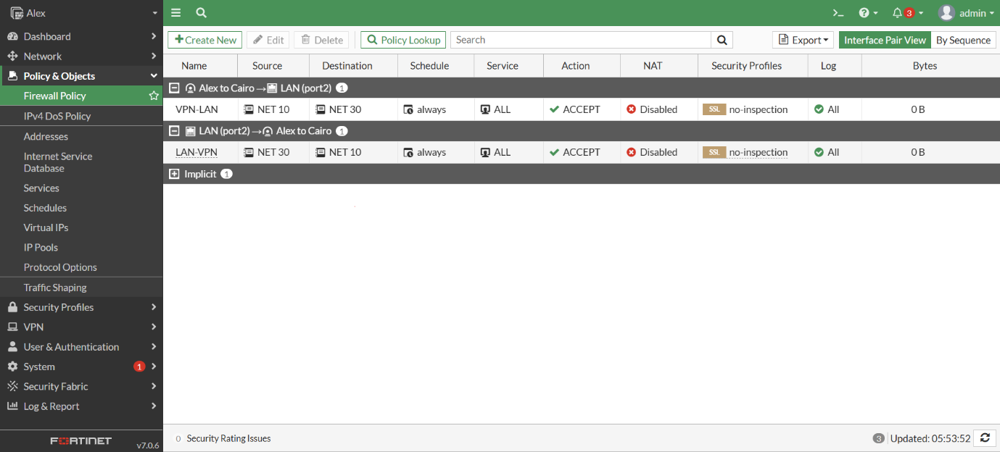 Alex
3 admin
Dashboard
Network
Policy & Objects
Firewall Policy
IPv4 DoS Policy
Addresses
Internet Service
Database
Services
Schedules
Virtual IPs
IP Pools
Protocol Options
Traffic Shaping
Security Profiles
VPN
User & Authentication
System 1
Security Fabric
Log & Report
FORTINET v7.0.6
Create New Edit Delete Policy Lookup Search Export Interface Pair View By Sequence
Name Source Destination Schedule Service Action NAT Security Profiles Log Bytes
Alex to Cairo → LAN (port2) 1
VPN-LAN NET 10 NET 30 always ALL ACCEPT Disabled SSL no-inspection All 0 B
LAN (port2) → Alex to Cairo 1
LAN-VPN NET 30 NET 10 always ALL ACCEPT Disabled SSL no-inspection All 0 B
Implicit 1
0 Security Rating Issues 3 Updated: 05:53:52